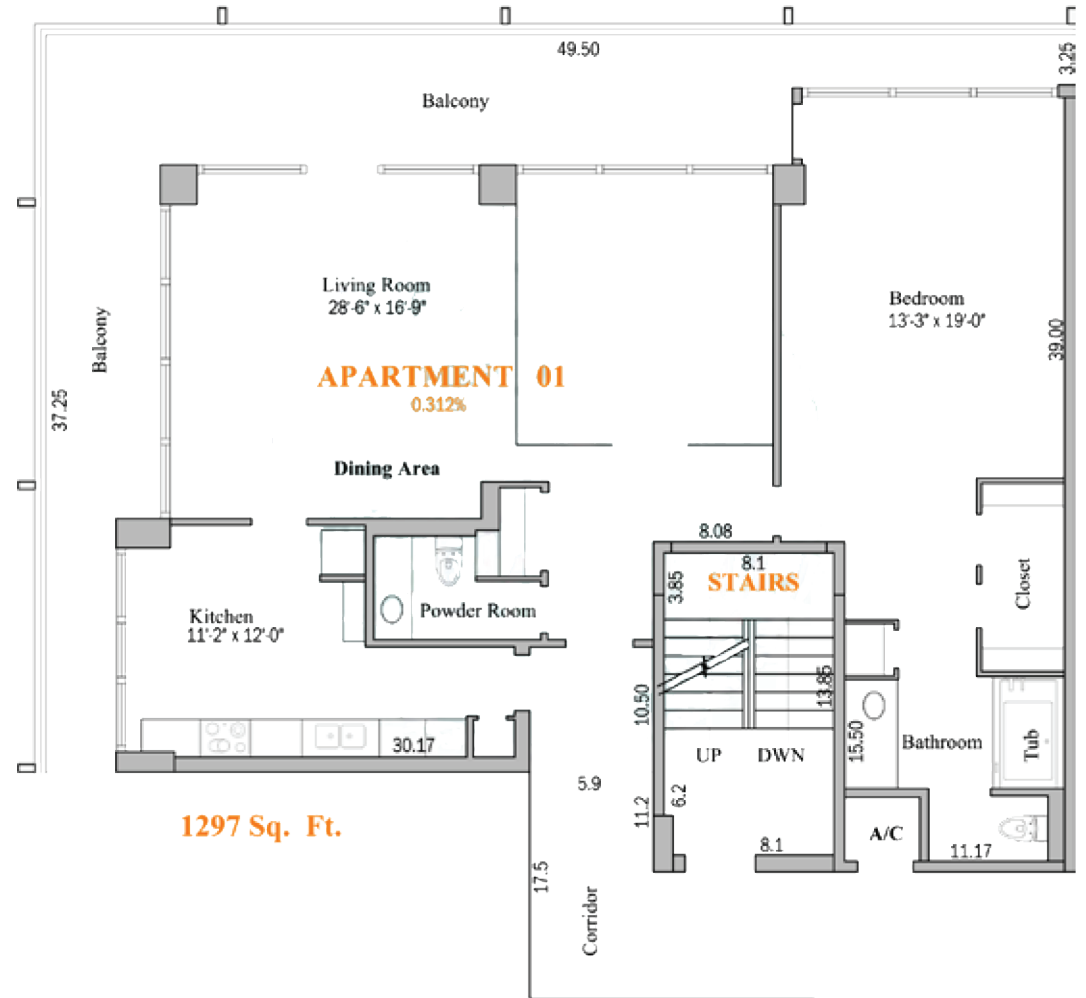 49.50
3.25
Balcony
Living Room
28'-6" x 16'-9"
Bedroom
13'-3" x 19'-0"
Balcony
39.00
37.25
APARTMENT 01
0.312%
Dining Area
8.08
8.1
STAIRS
3.85
Closet
Powder Room
Kitchen
11'-2" x 12'-0"
10.50
13.85
15.50
Bathroom
Tub
30.17
UP
DWN
5.9
6.2
11.2
1297 Sq. Ft.
A/C
8.1
11.17
17.5
Corridor